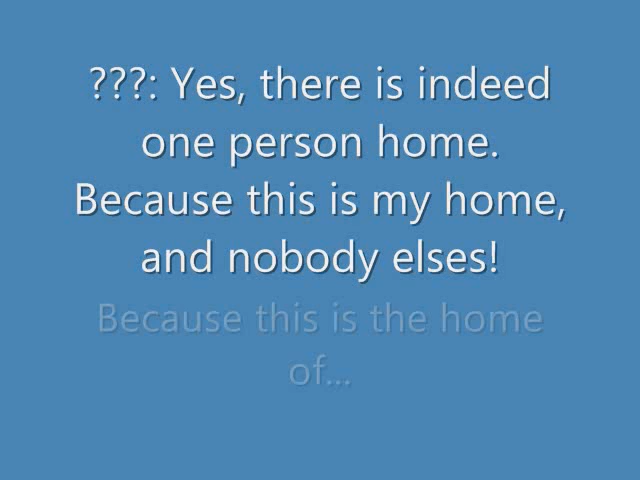 ???: Yes, there is indeed
one person home.
Because this is my home,
and nobody elses!
Because this is the home
of...